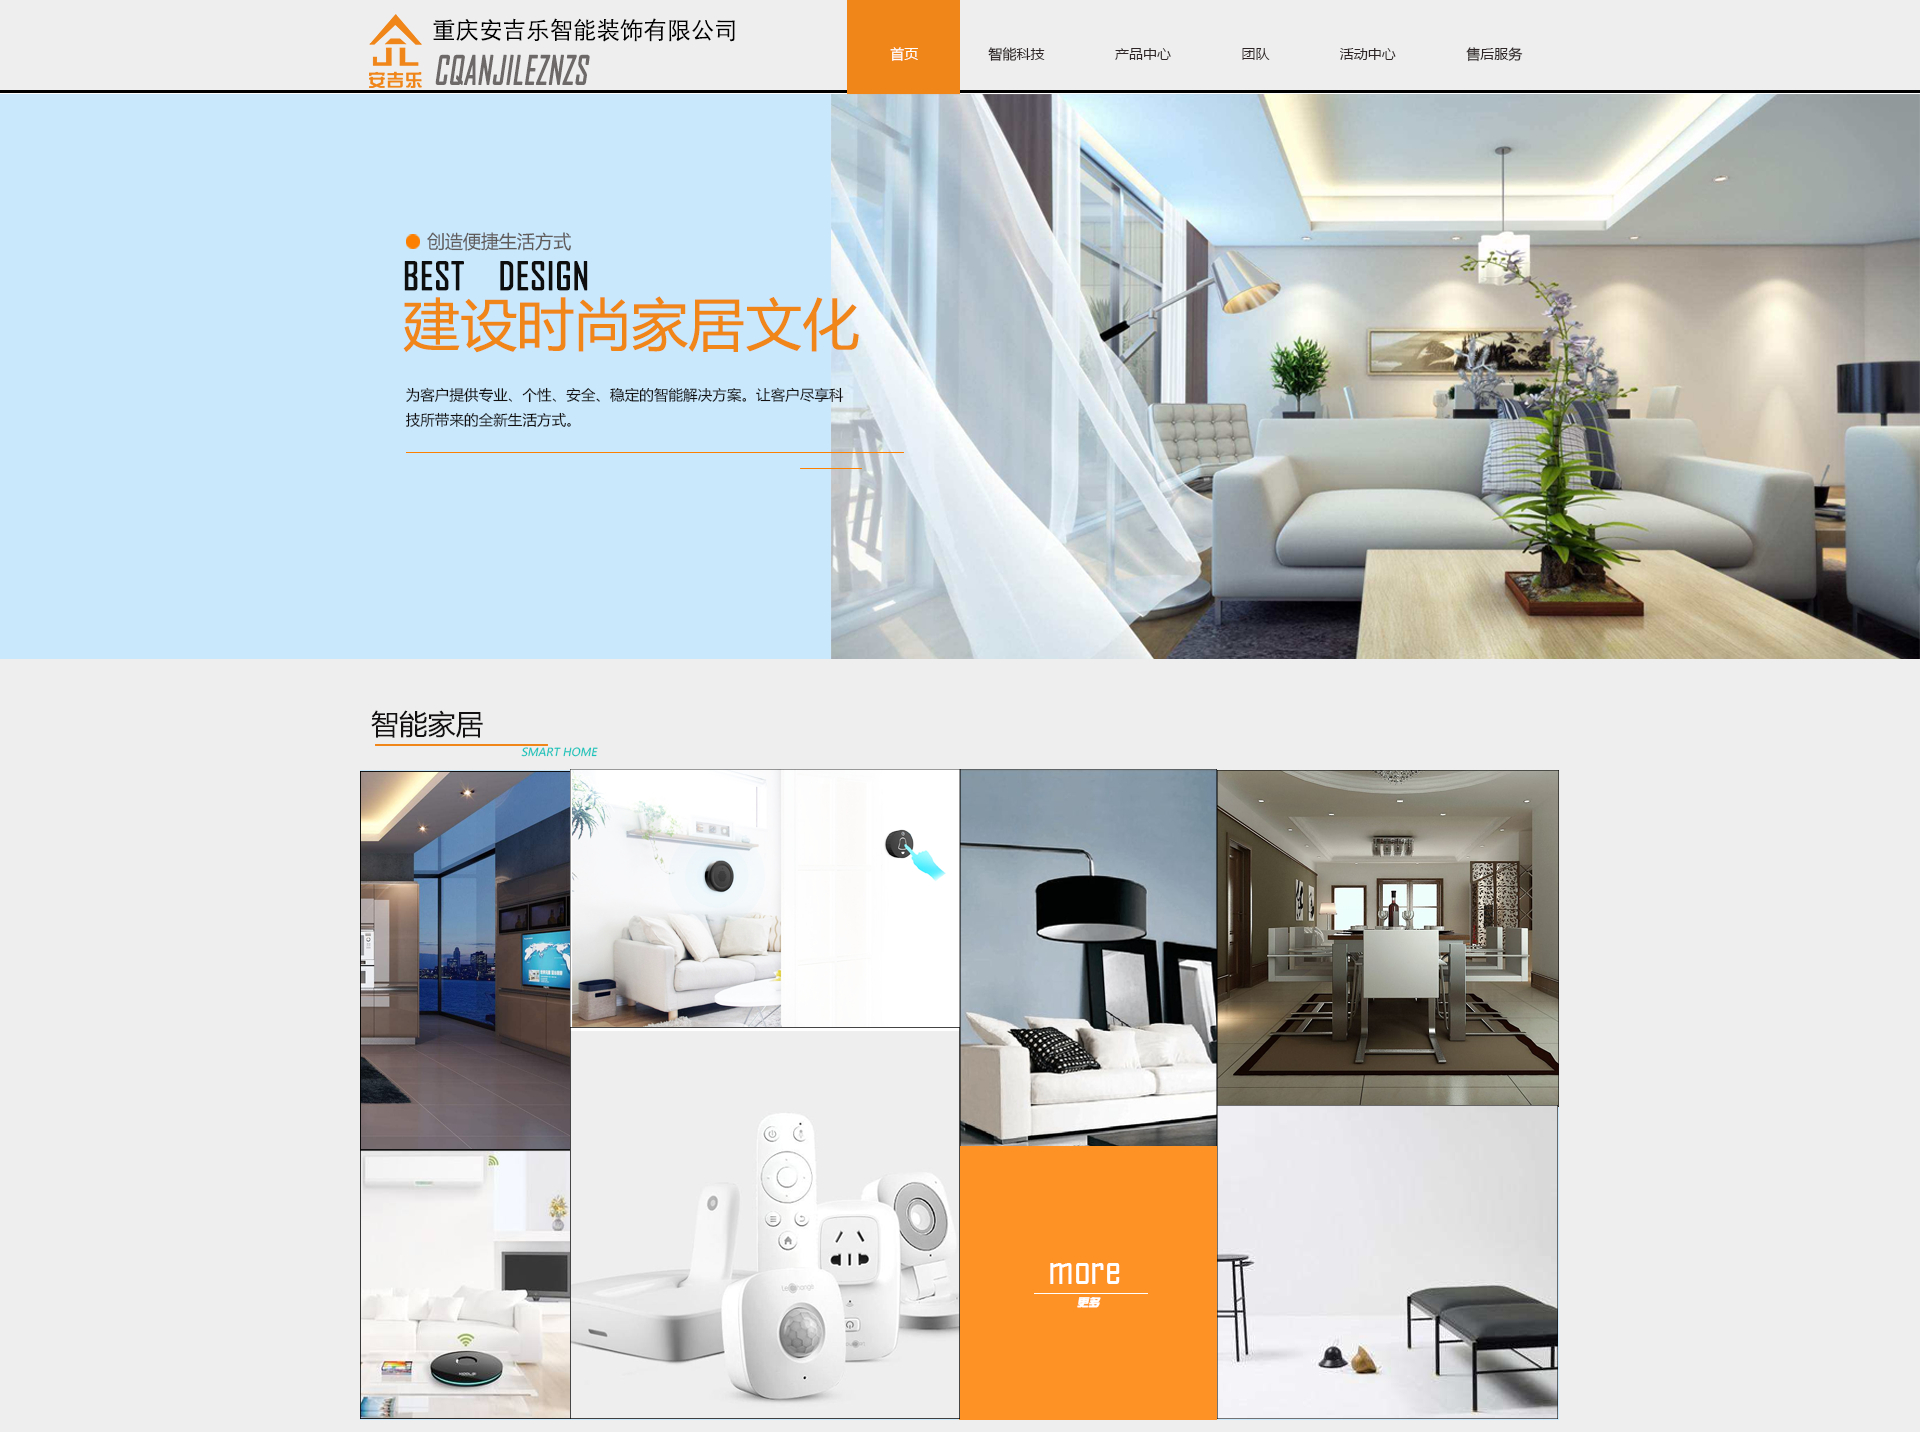 重庆安吉乐智能装饰有限公司
CQANJILEZNZS
安吉乐
首页 智能科技 产品中心 团队 活动中心 售后服务
创造便捷生活方式
BEST DESIGN
建设时尚家居文化
为客户提供专业、个性、安全、稳定的智能解决方案。让客户尽享科
技所带来的全新生活方式。
智能家居
SMART HOME
more
更多